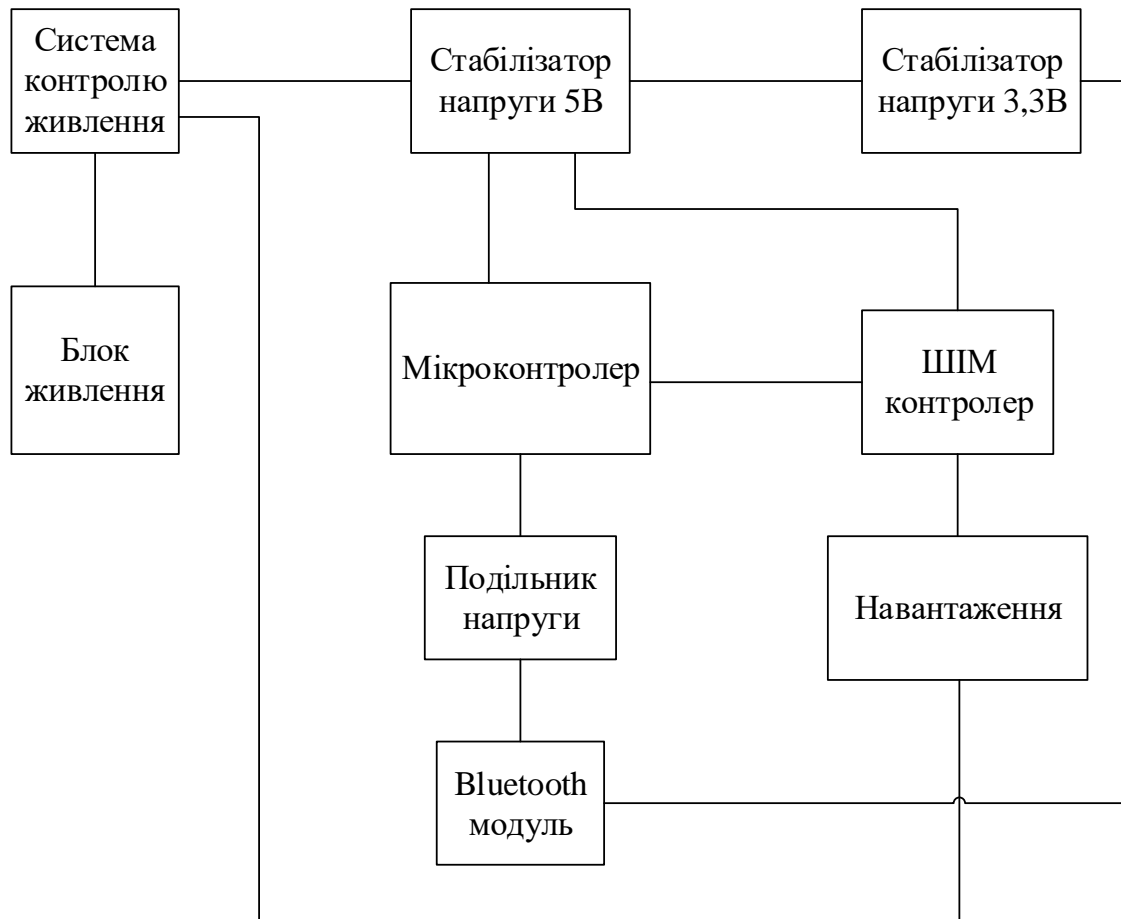 Система
контролю
живлення
Стабілізатор
напруги 5В
Стабілізатор
напруги 3,3В
Блок
живлення
Мікроконтролер
ШІМ
контролер
Подільник
напруги
Навантаження
Bluetooth
модуль